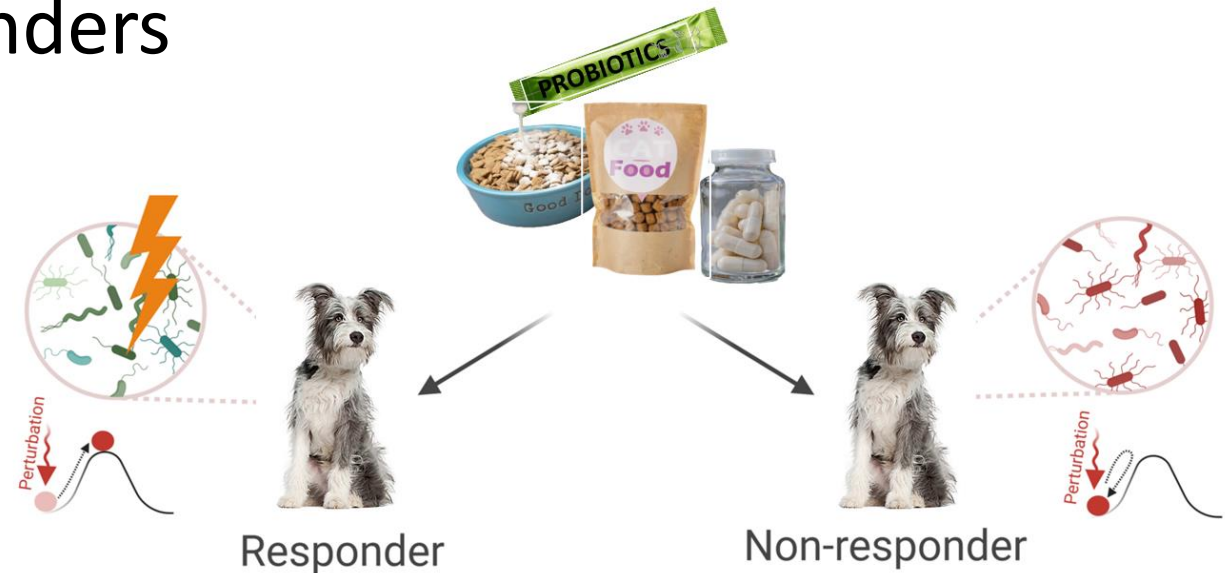 nders
PROBIOTICS
CAT
Food
Good
Perturbation
Perturbation
Responder
Non-responder